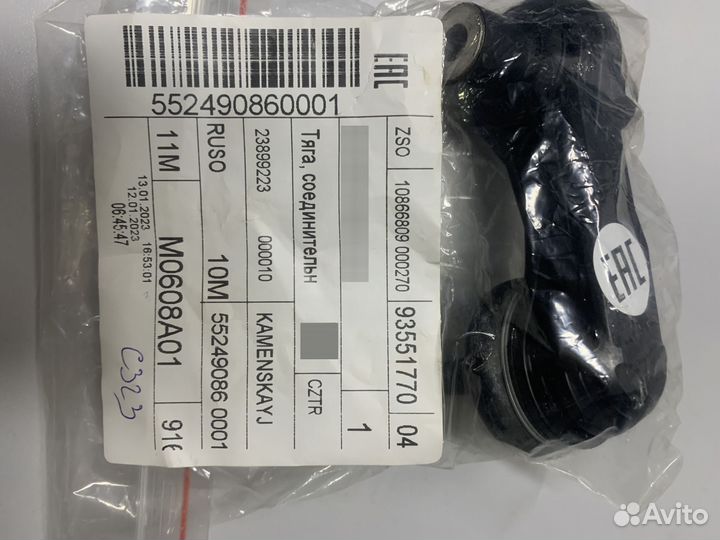 552490860001
EAC
ZSO 10866809 000270 93551770 04
1
Тяга, соединительн CZTR
23899223 000010 KAMENSKAYJ
RUSO 10M 55249086 0001
11M M0608A01 916
13.01.2023 16:53:01
12.01.2023
06:45:47
C323
EAC
Avito